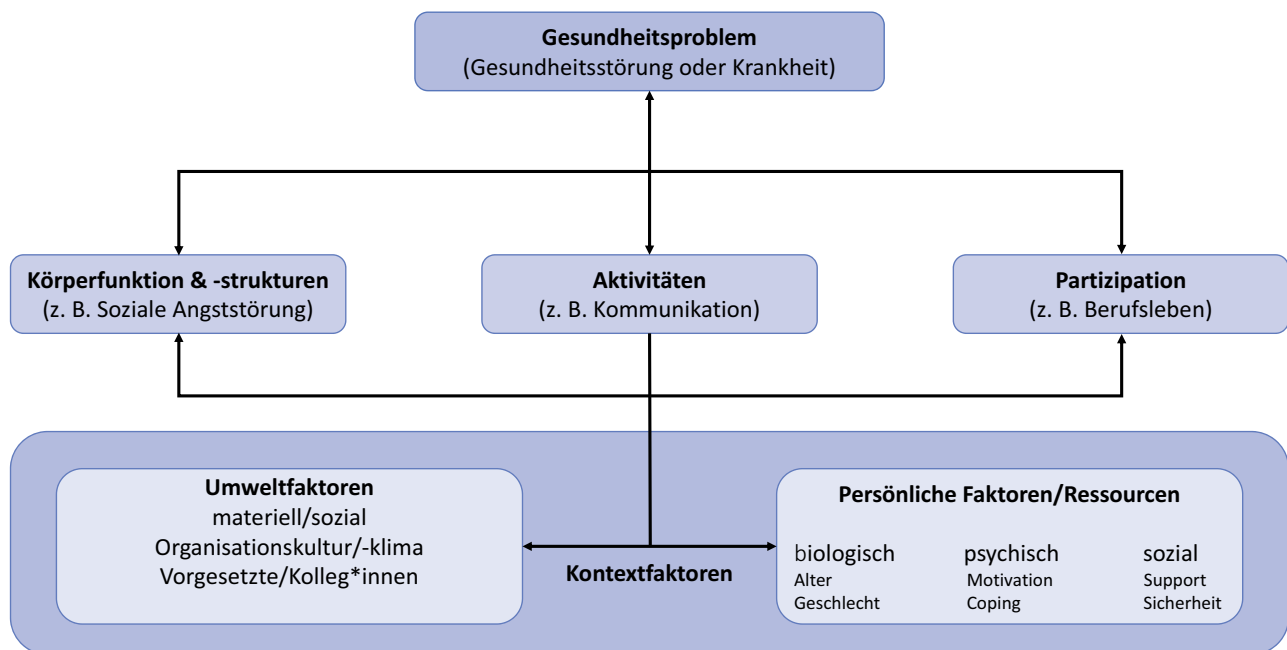 Gesundheitsproblem
(Gesundheitsstörung oder Krankheit)
Körperfunktion & -strukturen
(z. B. Soziale Angststörung)
Aktivitäten
(z. B. Kommunikation)
Partizipation
(z. B. Berufsleben)
Umweltfaktoren
materiell/sozial
Organisationskultur/-klima
Vorgesetzte/Kolleg*innen
Kontextfaktoren
Persönliche Faktoren/Ressourcen
biologisch psychisch sozial
Alter Motivation Support
Geschlecht Coping Sicherheit